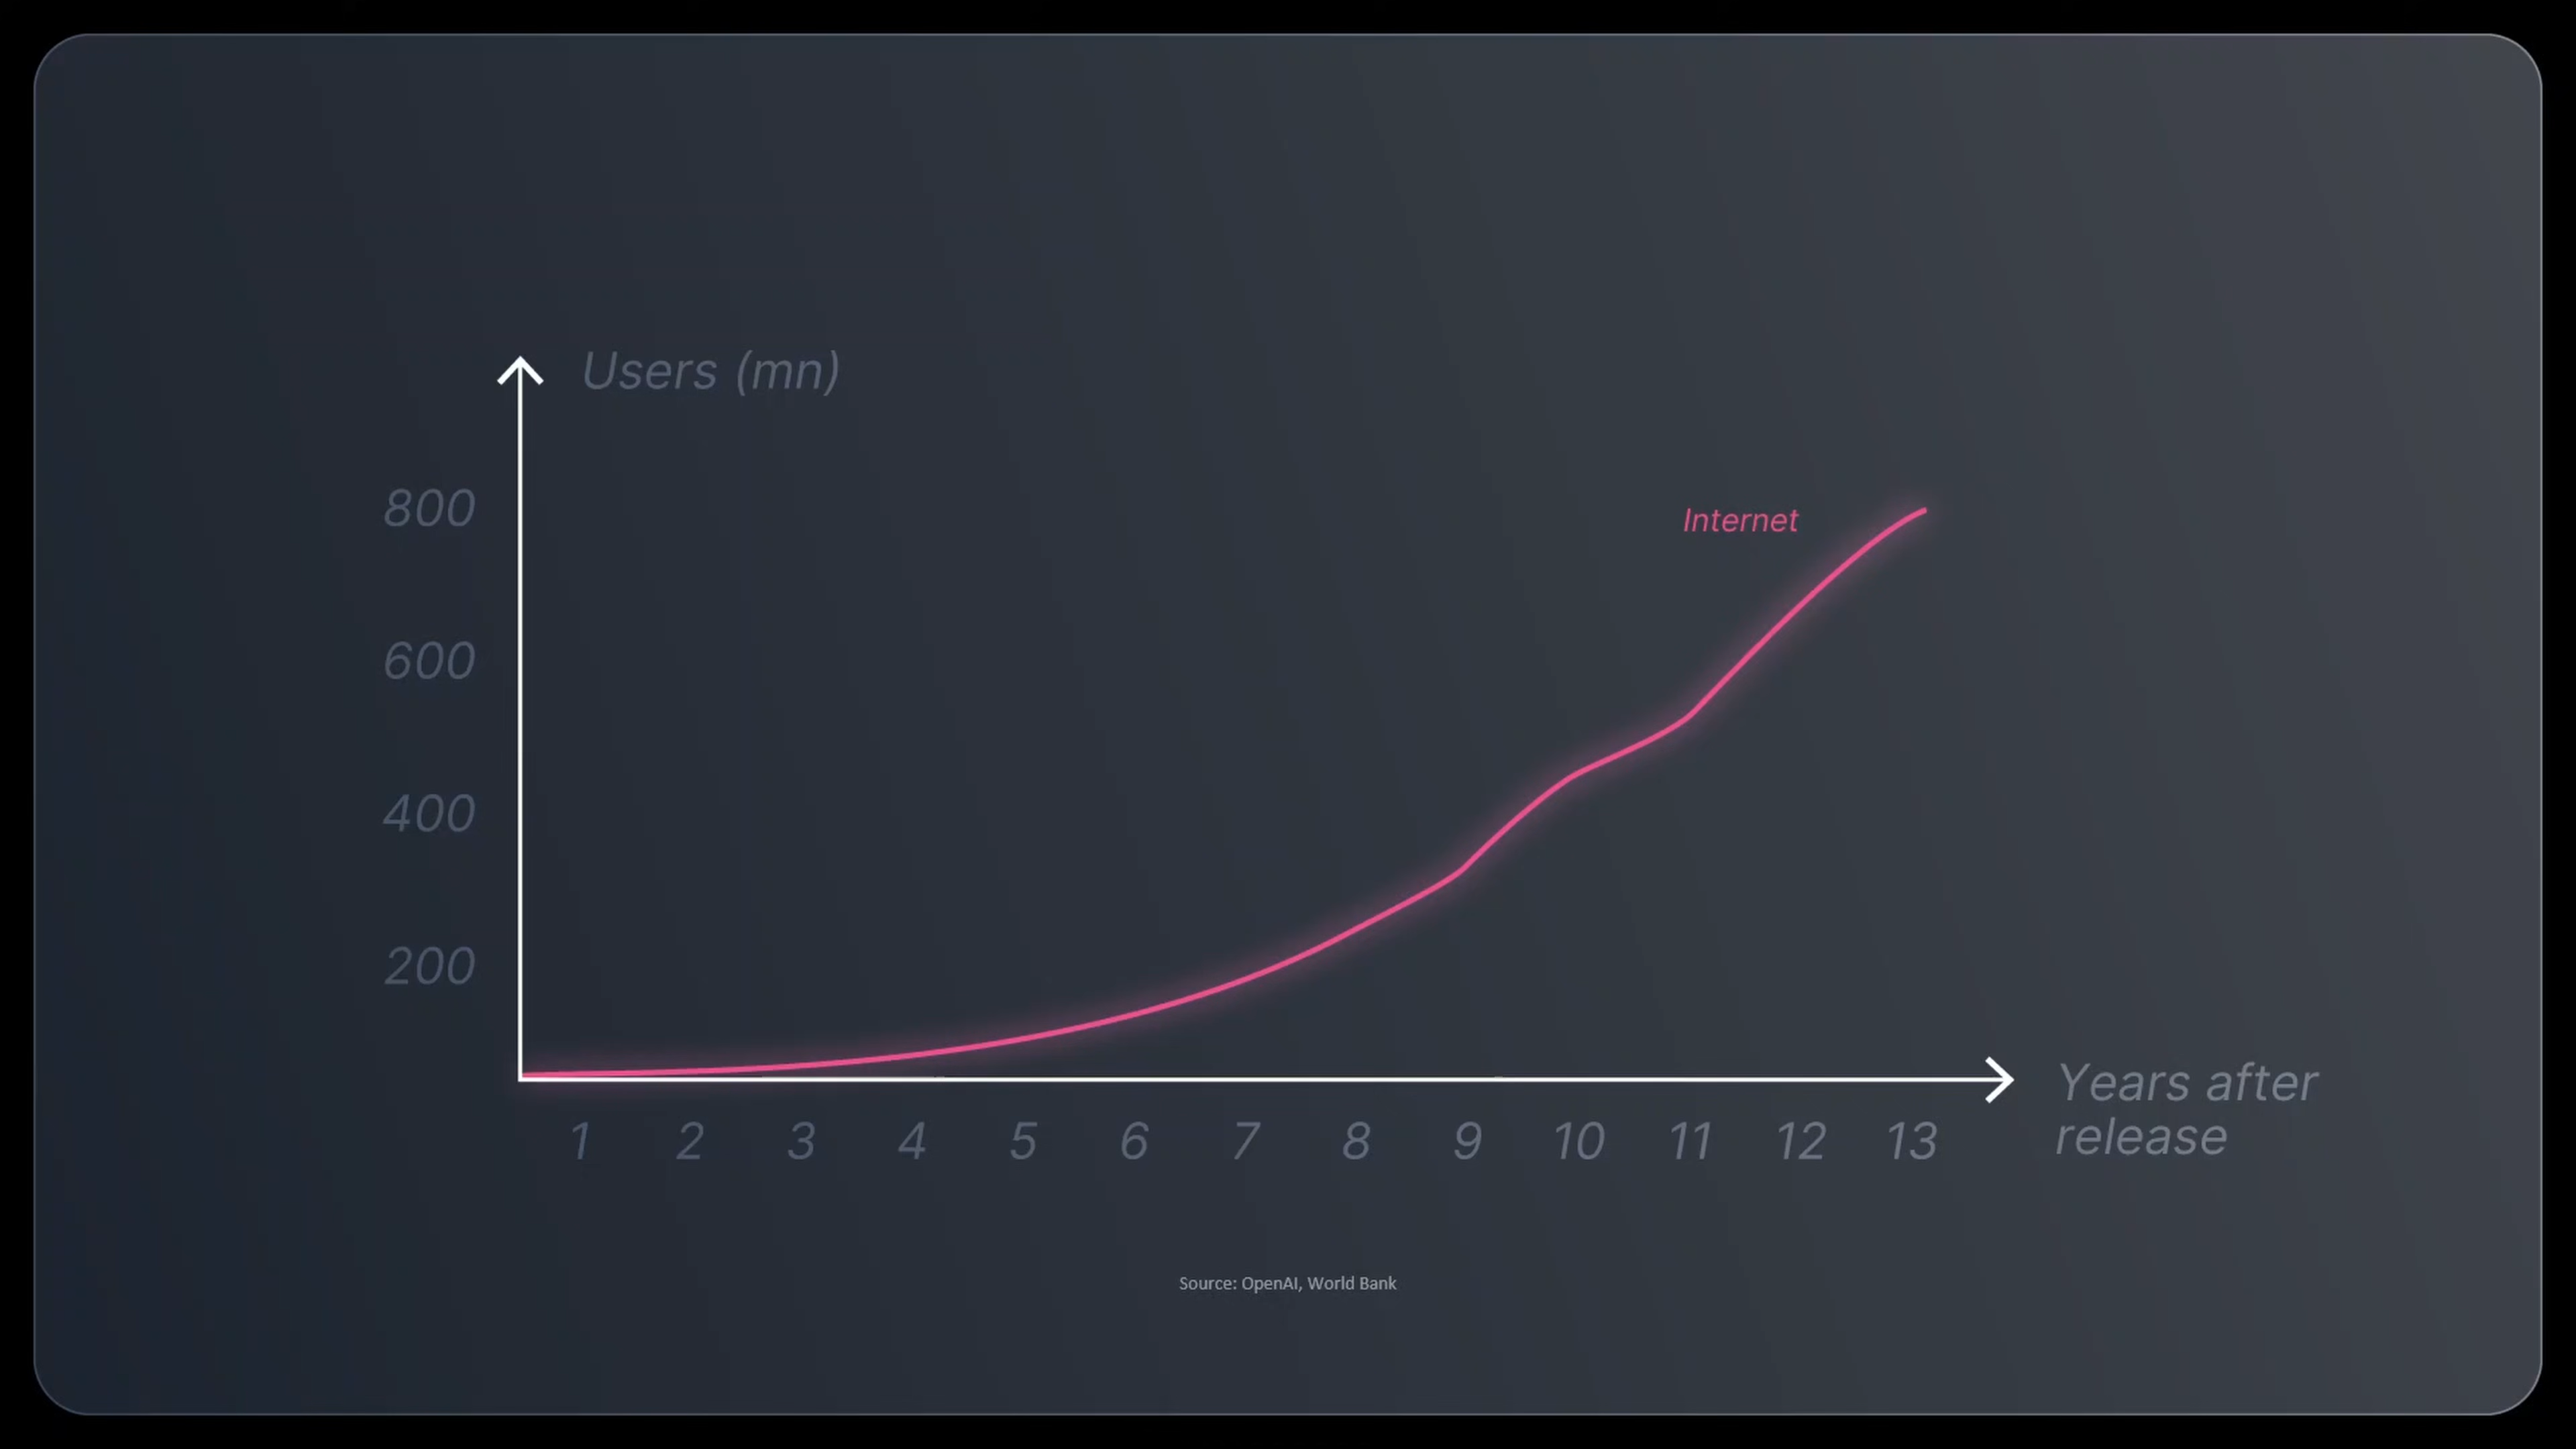 Users (mn)
800
Internet
600
400
200
Years after
release
1 2 3 4 5 6 7 8 9 10 11 12 13
Source: OpenAI, World Bank